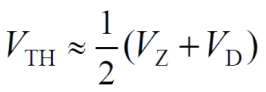 V_TH ≈ 1/2 (V_Z + V_D)